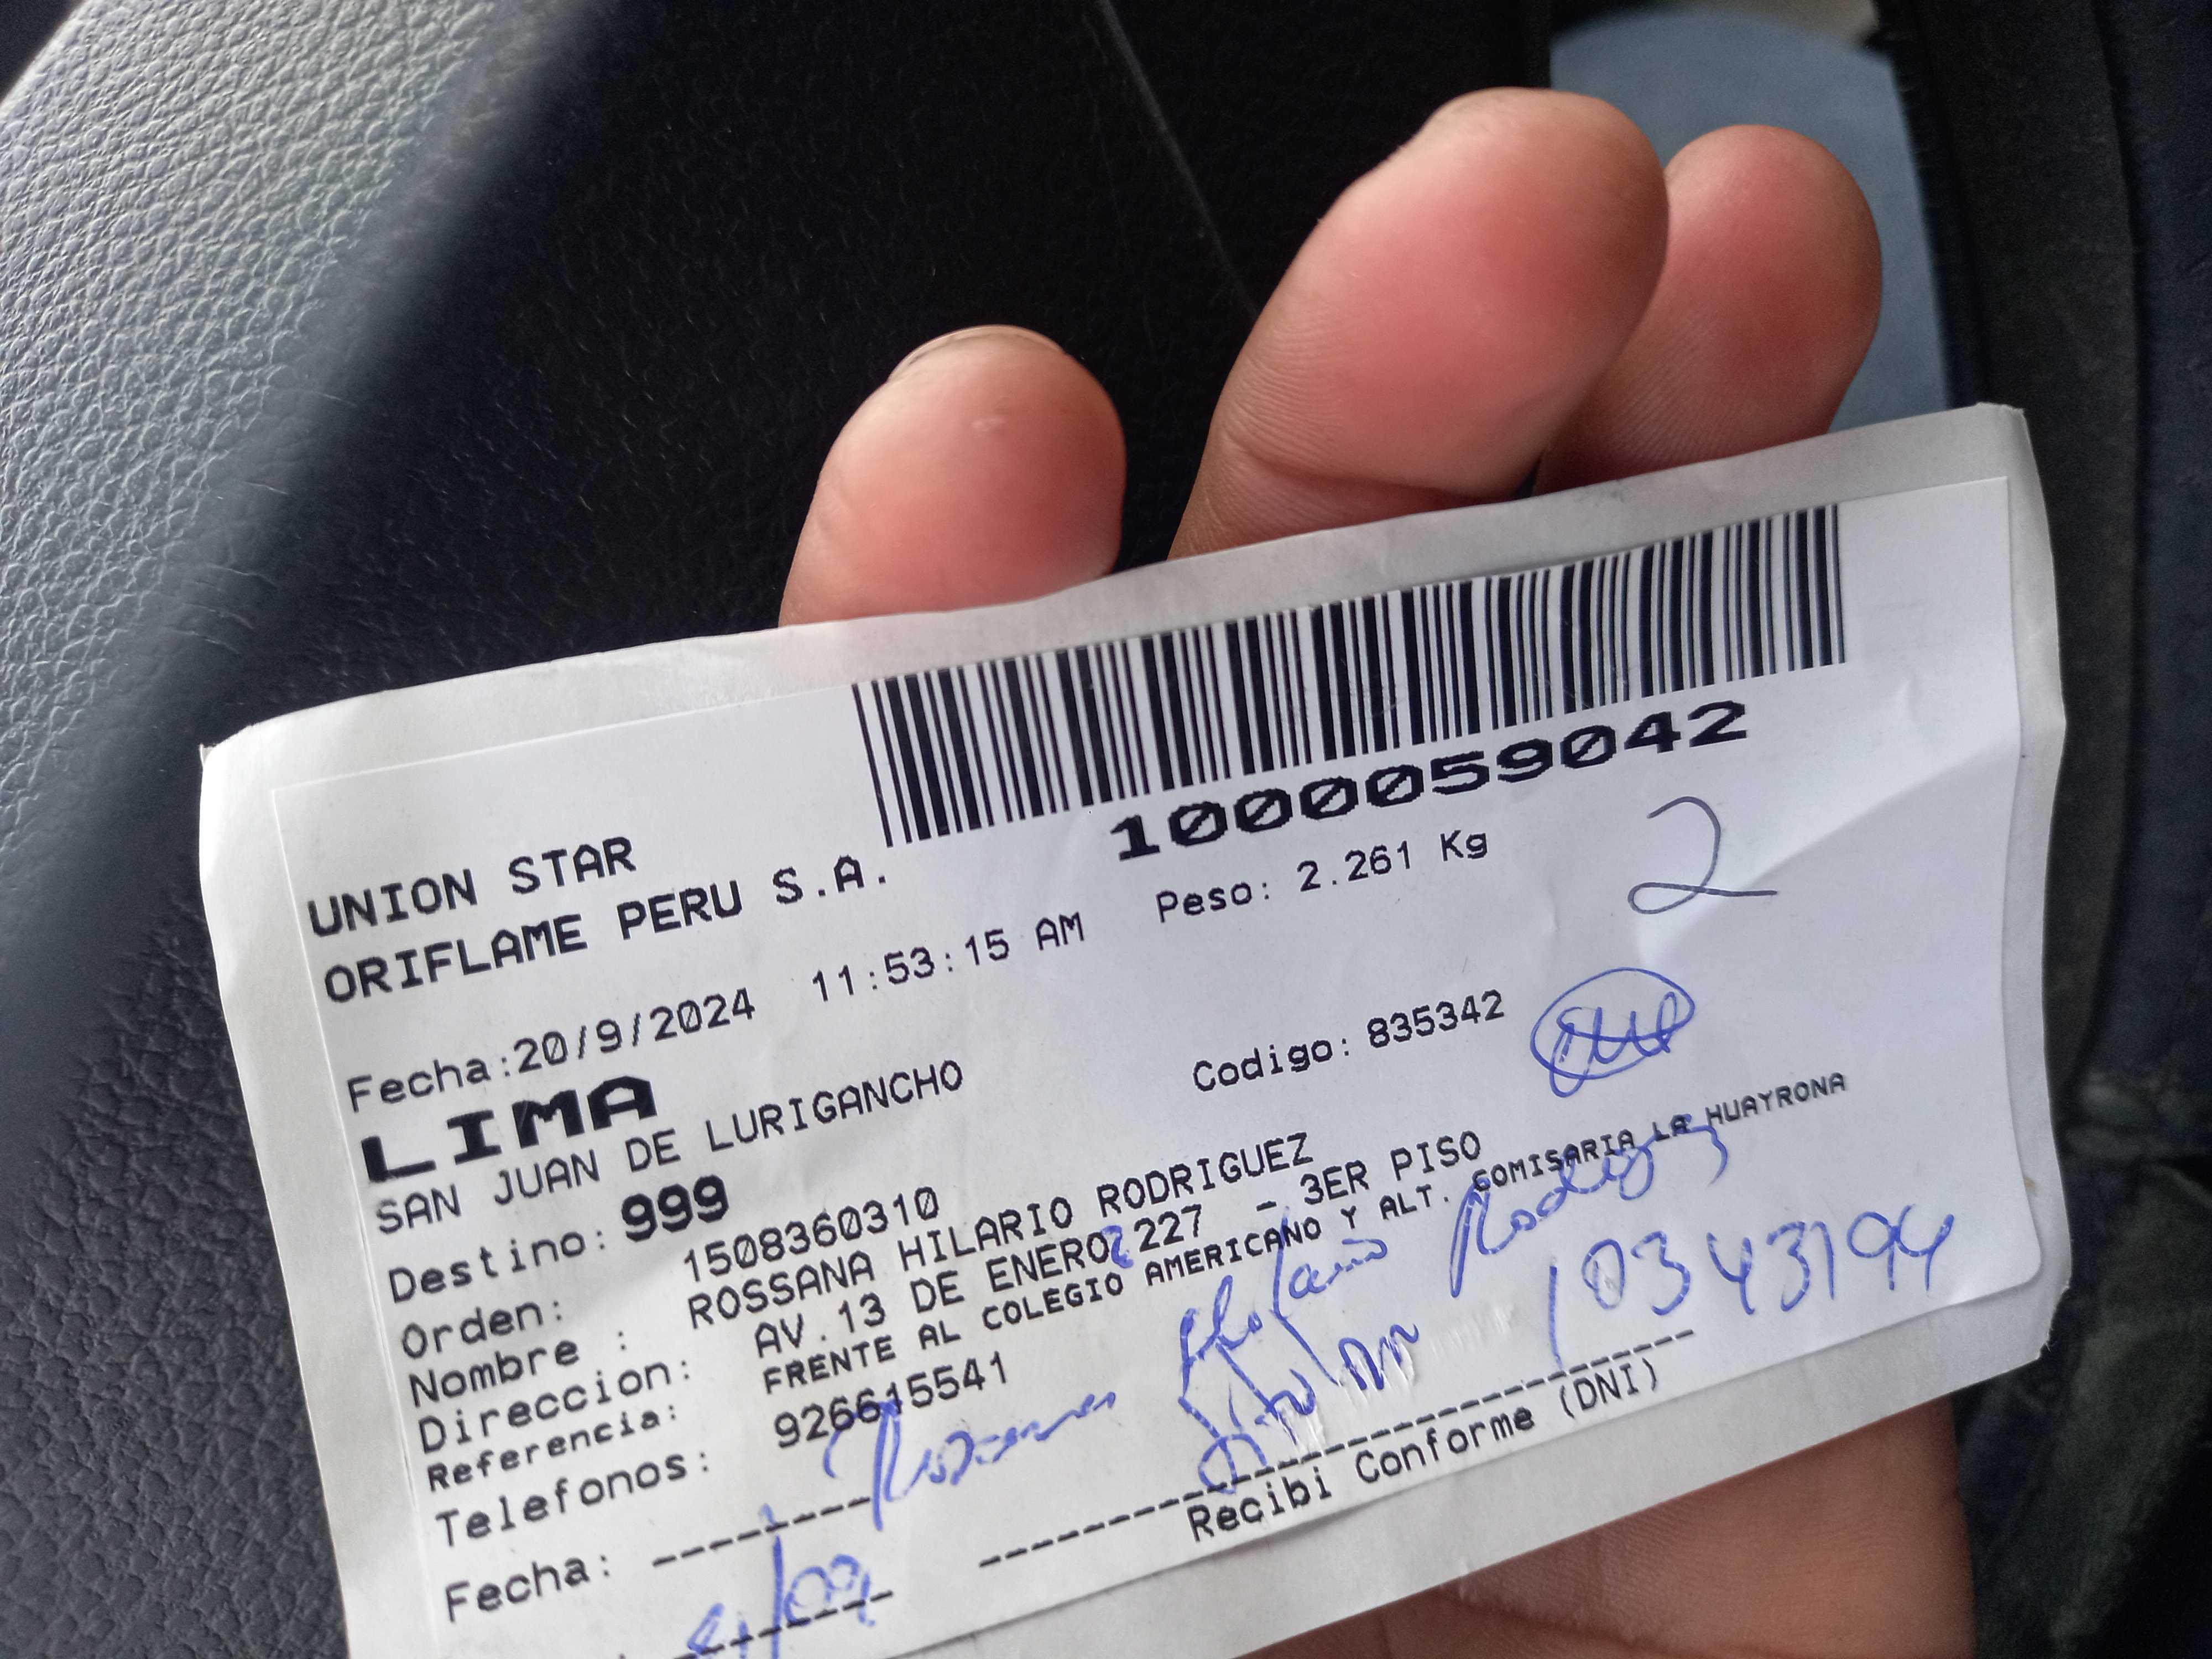 1000059042
UNION STAR
ORIFLAME PERU S.A.
Peso: 2.261 Kg
2
Fecha:20/9/2024 11:53:15 AM
LIMA
SAN JUAN DE LURIGANCHO
Codigo: 835342
Destino: 999
Orden: 1508360310
Nombre : ROSSANA HILARIO RODRIGUEZ
Direccion: AV.13 DE ENERO 2227 - 3ER PISO
Referencia: FRENTE AL COLEGIO AMERICANO Y ALT. COMISARIA LA HUAYRONA
Telefonos: 926615541
Rodriguez
10343194
Fecha:
Recibi Conforme (DNI)